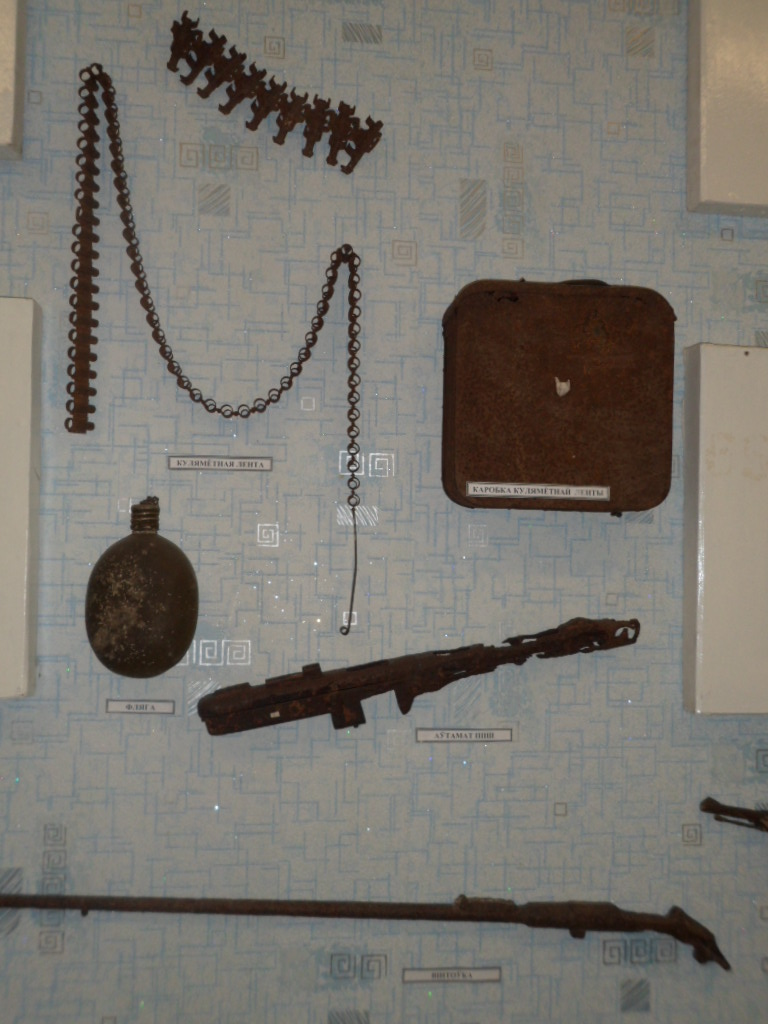 КУЛЯМЁТНАЯ ЛЕНТА
КАРОБКА КУЛЯМЁТНАЙ ЛЕНТЫ
ФЛЯГА
АЎТАМАТ ППШ
ВІНТОЎКА